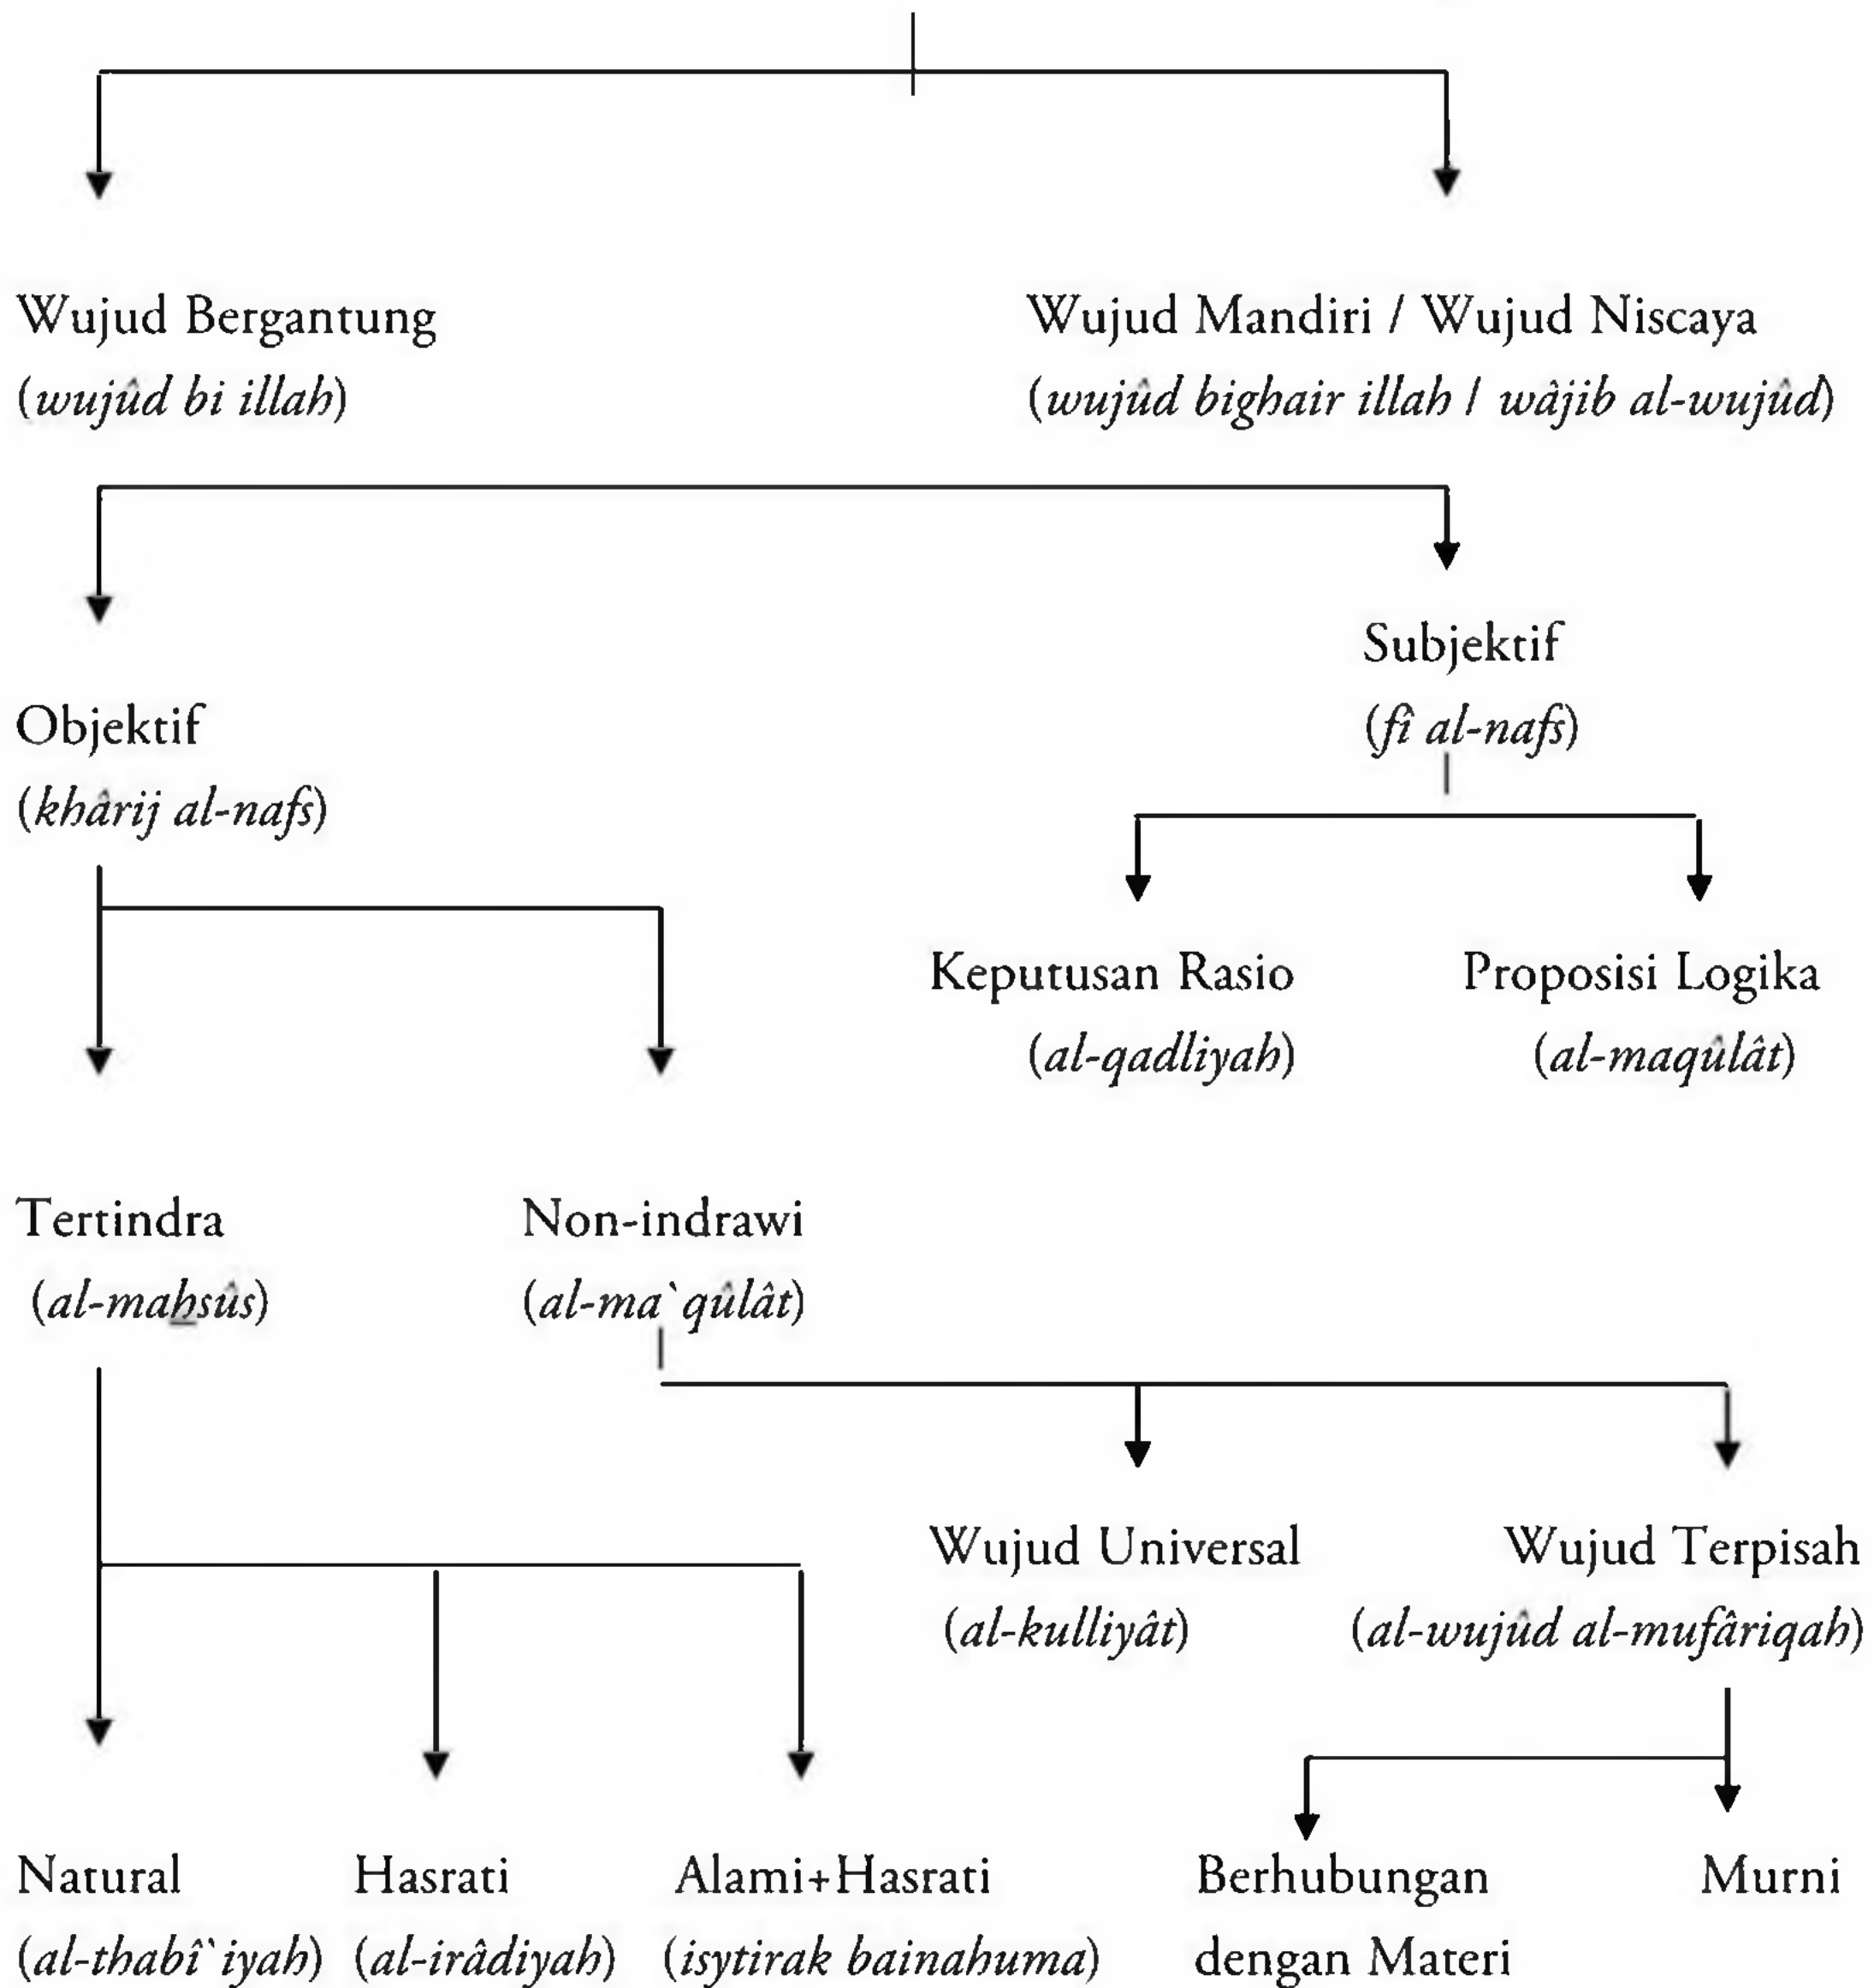 Wujud Bergantung
(wujûd bi illah)
Wujud Mandiri / Wujud Niscaya
(wujûd bighair illah / wâjib al-wujûd)
Subjektif
(fî al-nafs)
Objektif
(khârij al-nafs)
Keputusan Rasio
(al-qadliyah)
Proposisi Logika
(al-maqûlât)
Tertindra
(al-maẖsûs)
Non-indrawi
(al-ma`qûlât)
Wujud Universal
(al-kulliyât)
Wujud Terpisah
(al-wujûd al-mufâriqah)
Natural
(al-thabî`iyah)
Hasrati
(al-irâdiyah)
Alami+Hasrati
(isytirak bainahuma)
Berhubungan
dengan Materi
Murni